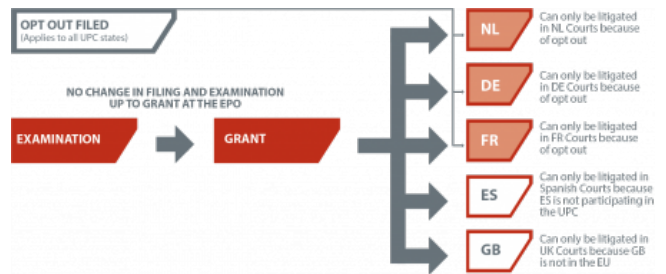 OPT OUT FILED
(Applies to all UPC states)
NO CHANGE IN FILING AND EXAMINATION
UP TO GRANT AT THE EPO
EXAMINATION
GRANT
NL
Can only be litigated
in NL Courts because
of opt out
DE
Can only be litigated
in DE Courts because
of opt out
FR
Can only be litigated
in FR Courts because
of opt out
ES
Can only be litigated in
Spanish Courts because
ES is not participating in
the UPC
GB
Can only be litigated in
UK Courts because GB
is not in the EU